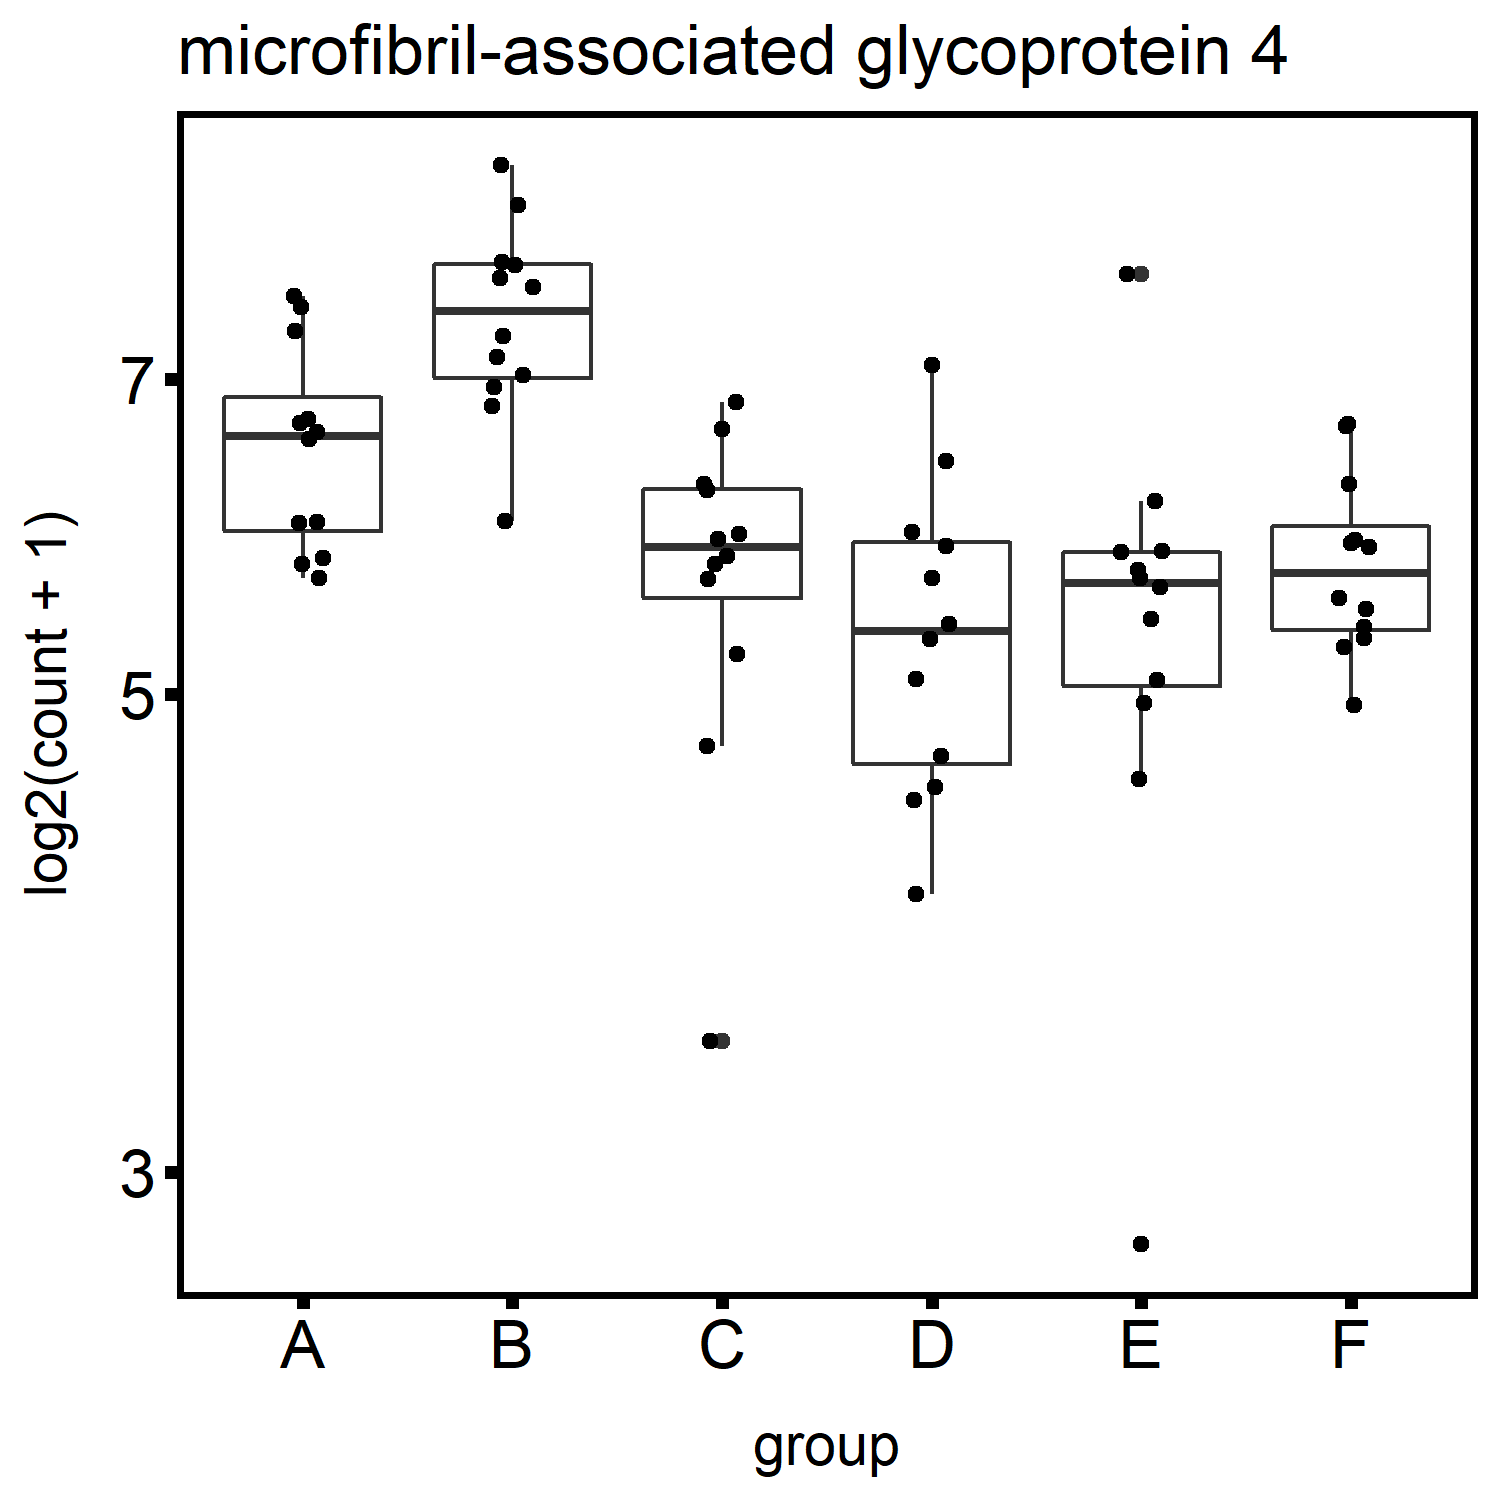 microfibril-associated glycoprotein 4
log2(count + 1)
7
5
3
A B C D E F
group